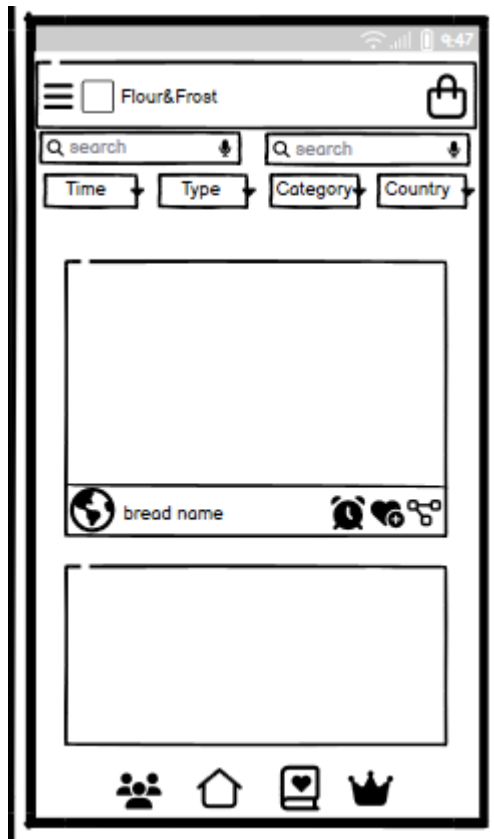 9:47
Flour&Frost
search search
Time Type Category Country
bread name